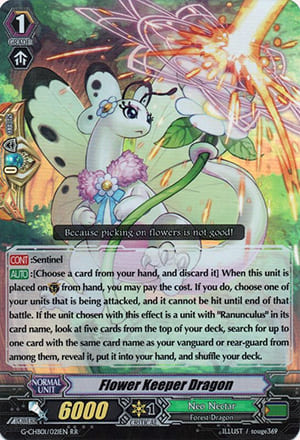 1
GRADE
Because picking on flowers is not good!
CONT :Sentinel
AUTO :[Choose a card from your hand, and discard it] When this unit is
placed on GC from hand, you may pay the cost. If you do, choose one of
your units that is being attacked, and it cannot be hit until end of that
battle. If the unit chosen with this effect is a unit with "Ranunculus" in its
card name, look at five cards from the top of your deck, search for up to
one card with the same card name as your vanguard or rear-guard from
among them, reveal it, put it into your hand, and shuffle your deck.
NORMAL
UNIT
Flower Keeper Dragon
6000
1
CRITICAL
Neo Nectar
Forest Dragon
G-CHB01/021EN RR
ILLUST / touge369